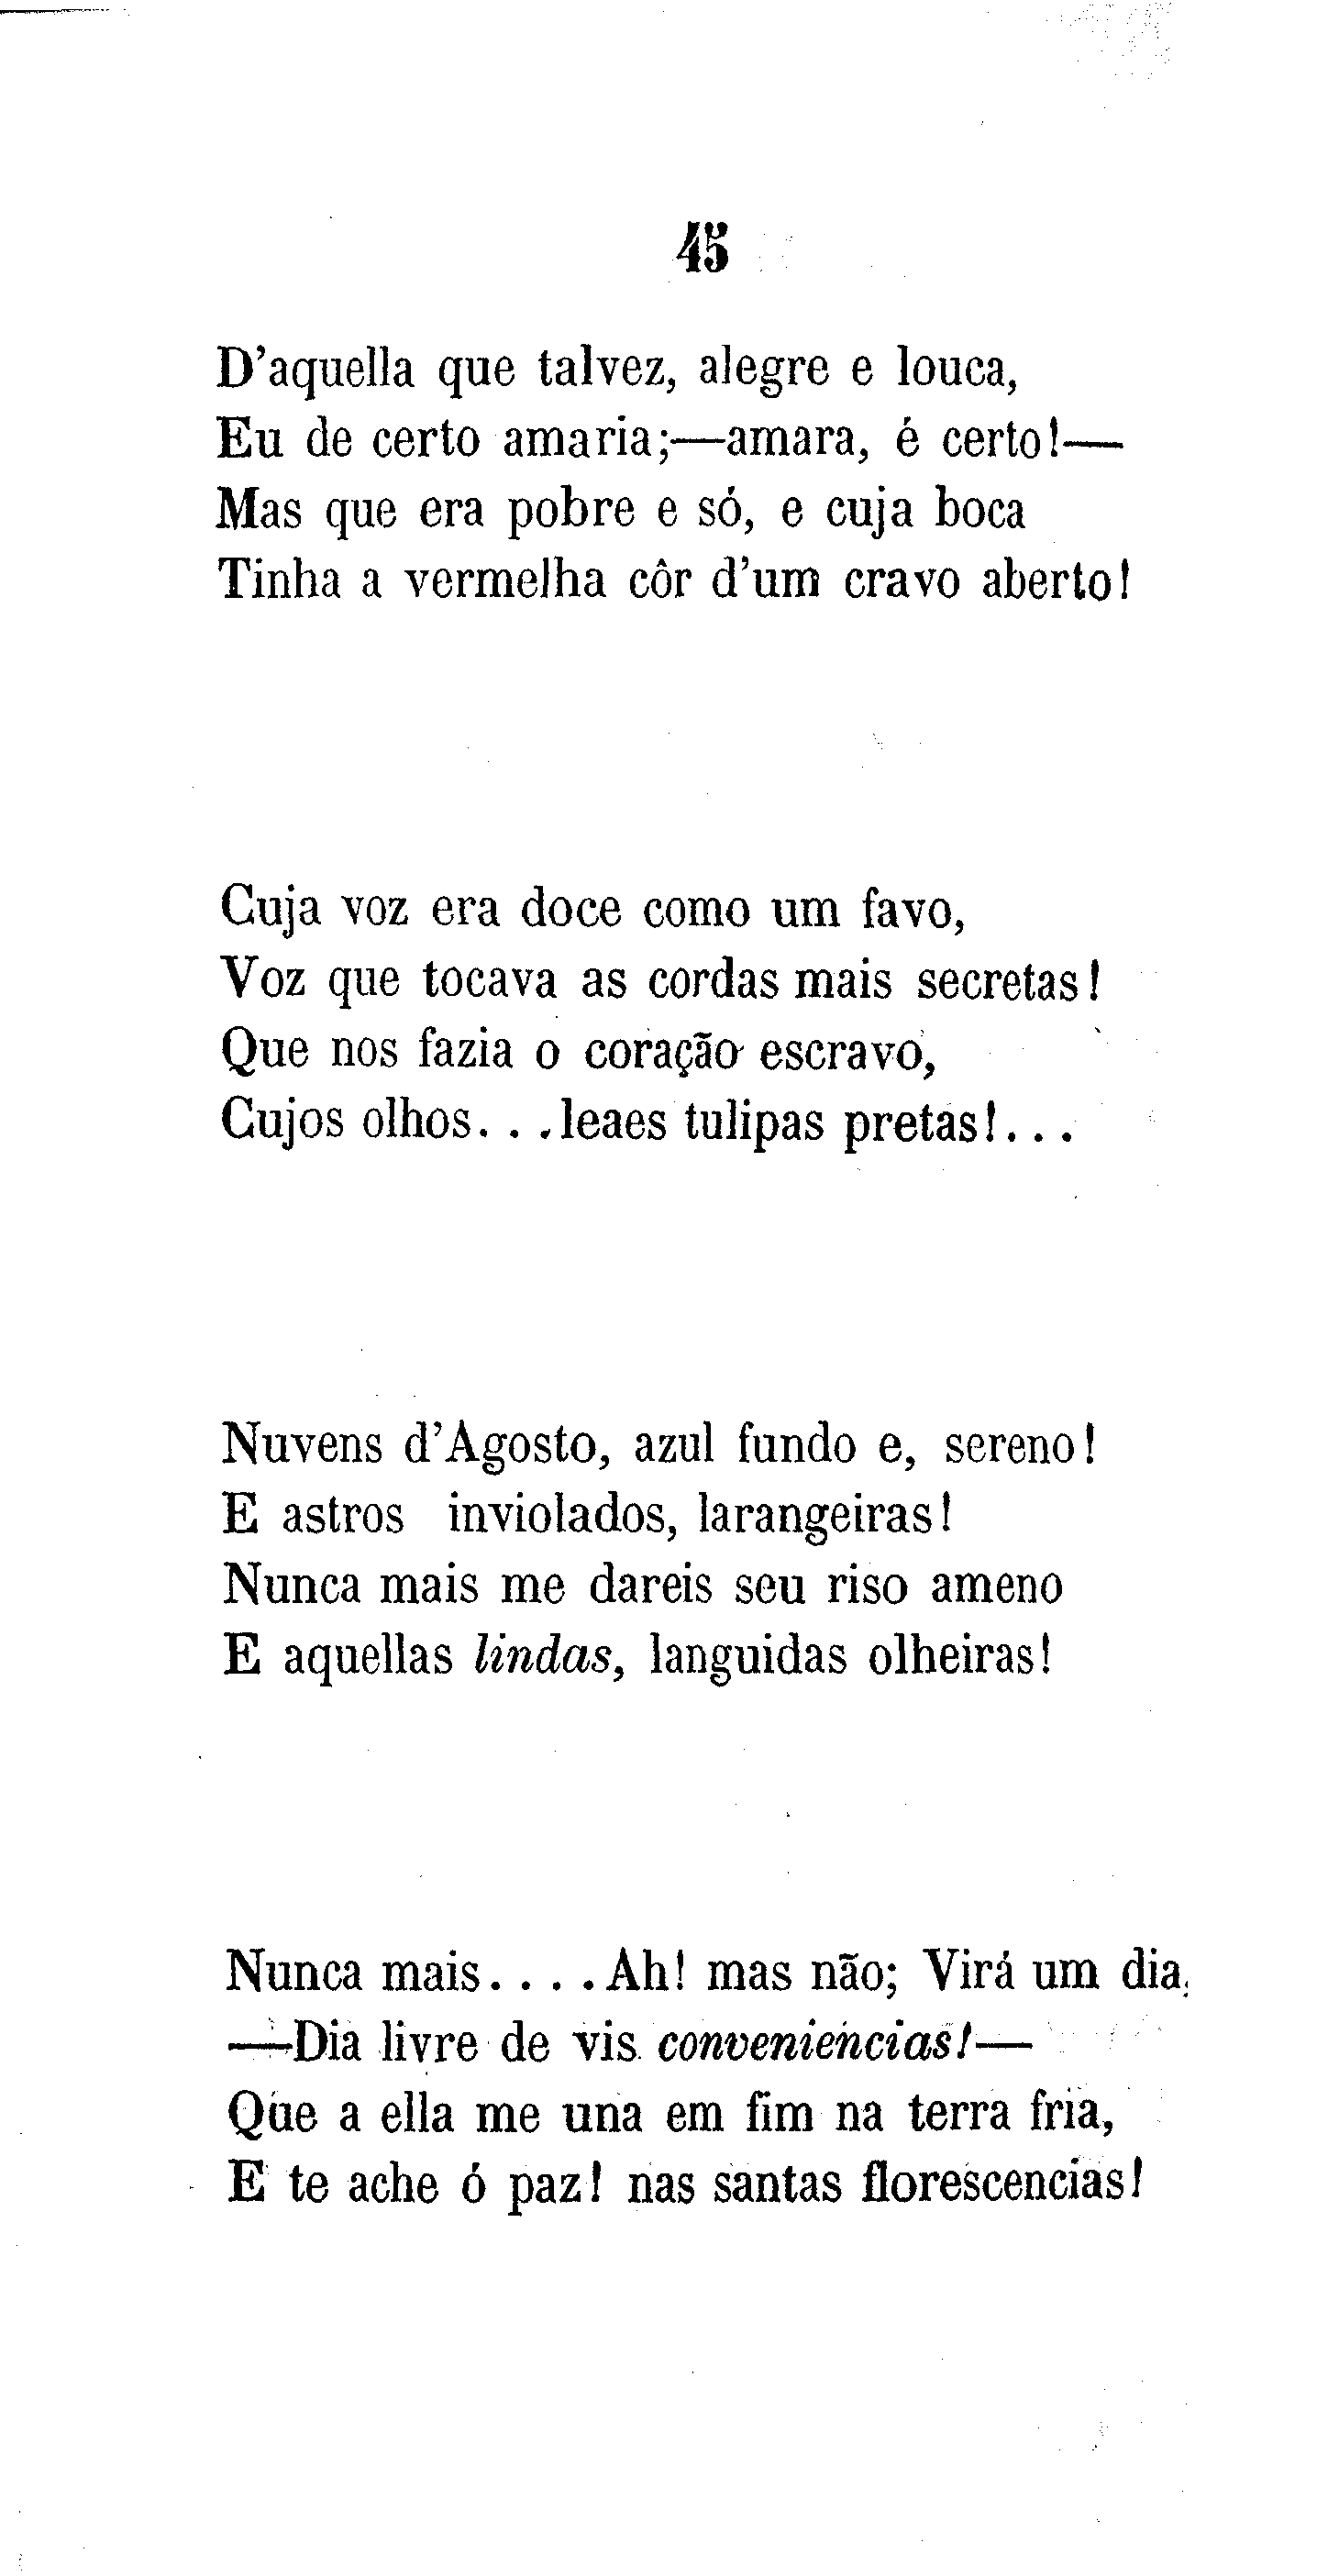 45
D'aquella que talvez, alegre e louca,
Eu de certo amaria;—amara, é certo!—
Mas que era pobre e só, e cuja boca
Tinha a vermelha côr d'um cravo aberto!
Cuja voz era doce como um favo,
Voz que tocava as cordas mais secretas!
Que nos fazia o coração escravo,
Cujos olhos...leaes tulipas pretas!...
Nuvens d'Agosto, azul fundo e, sereno!
E astros inviolados, larangeiras!
Nunca mais me dareis seu riso ameno
E aquellas lindas, languidas olheiras!
Nunca mais....Ah! mas não; Virá um dia,
—Dia livre de vis conveniencias!—
Que a ella me una em fim na terra fria,
E te ache ó paz! nas santas florescencias!